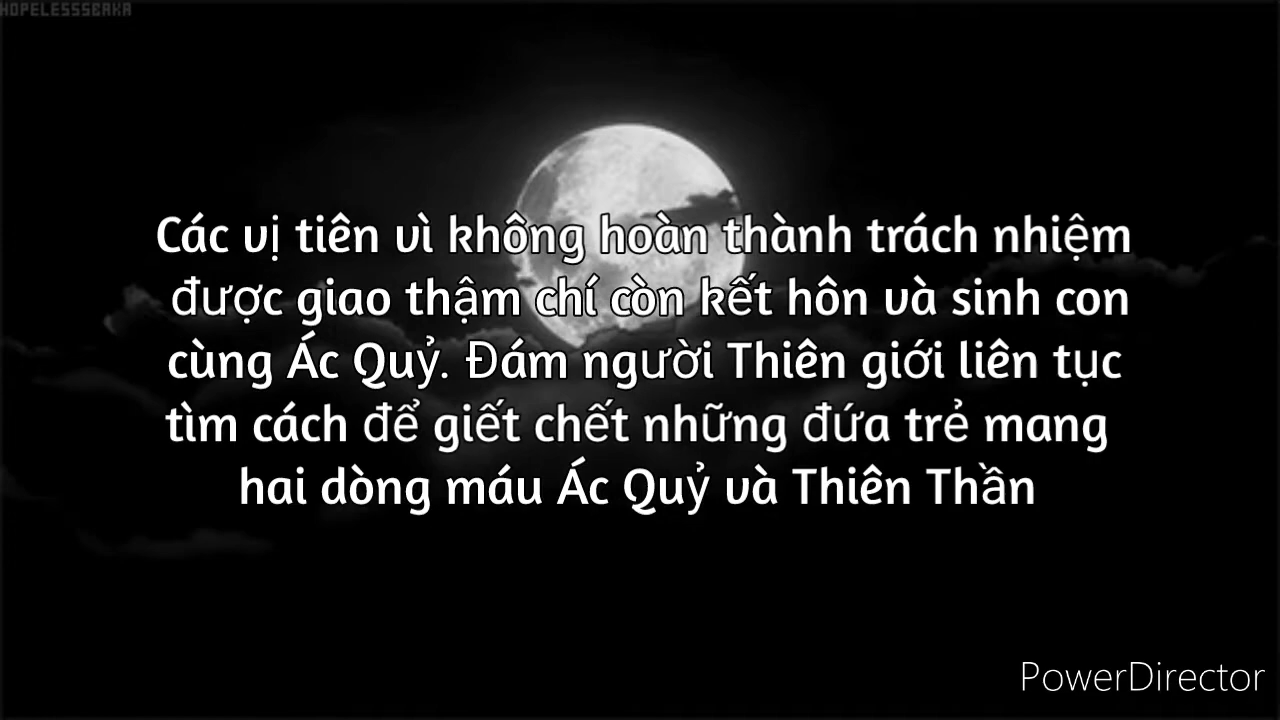 HOPELESSSERKA
Các vị tiên vì không hoàn thành trách nhiệm
được giao thậm chí còn kết hôn và sinh con
cùng Ác Quỷ. Đám người Thiên giới liên tục
tìm cách để giết chết những đứa trẻ mang
hai dòng máu Ác Quỷ và Thiên Thần
PowerDirector